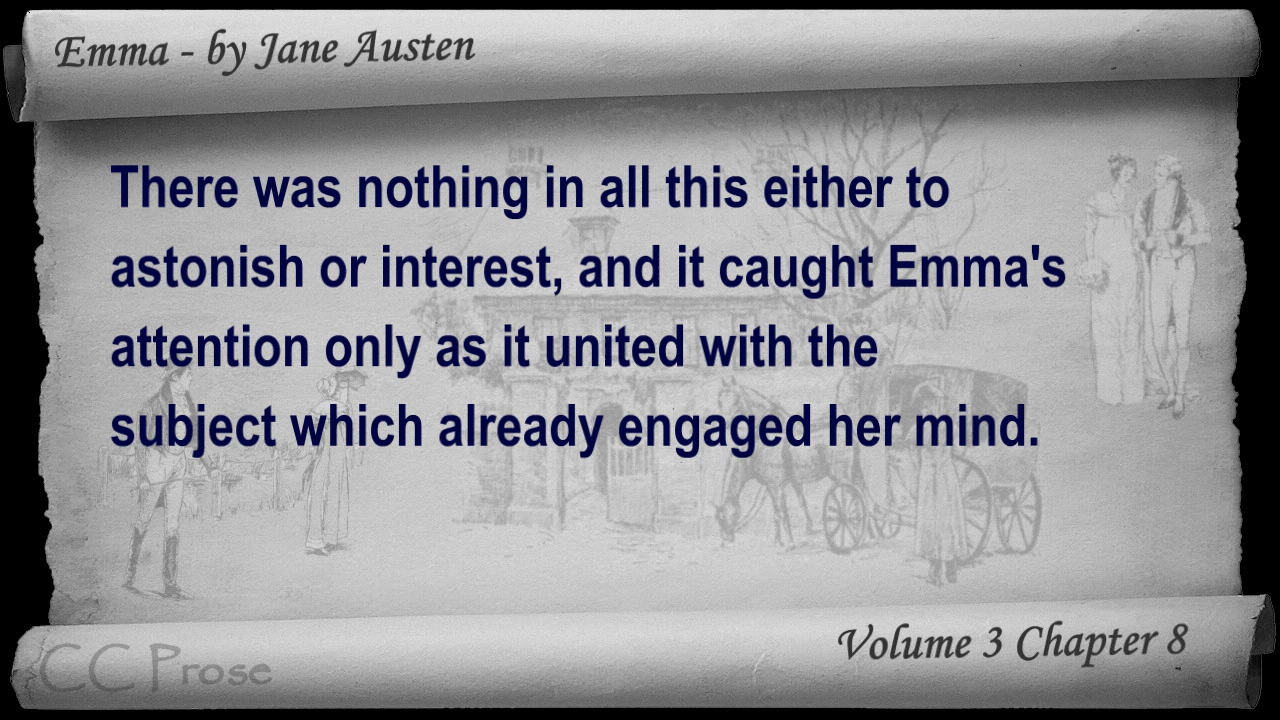 Emma - by Jane Austen
There was nothing in all this either to
astonish or interest, and it caught Emma's
attention only as it united with the
subject which already engaged her mind.
Volume 3 Chapter 8
CC Prose